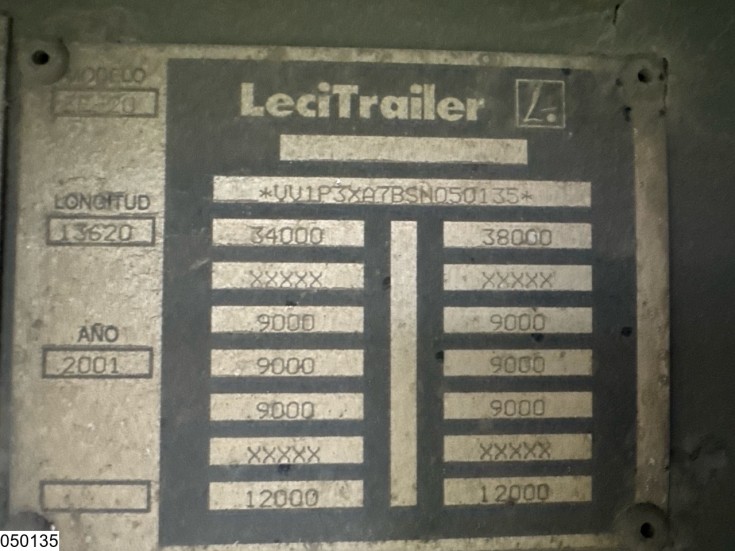 MODELO
LeciTrailer L.
*VV1P3XA7BSN050135*
LONGITUD
13620 34000 38000
XXXXX XXXXX
9000 9000
AÑO
2001 9000 9000
9000 9000
XXXXX XXXXX
12000 12000
050135